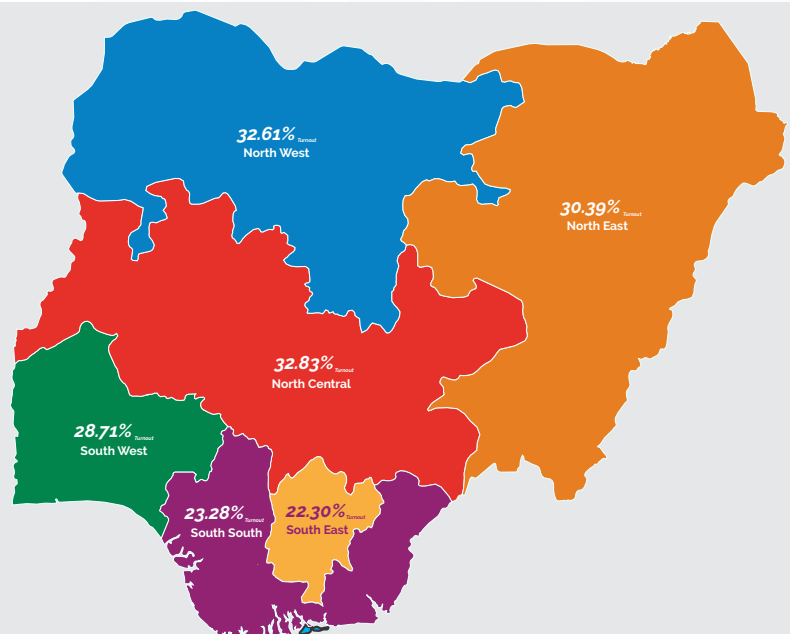 32.61% Turnout
North West
30.39% Turnout
North East
32.83% Turnout
North Central
28.71% Turnout
South West
23.28% Turnout
South South
22.30% Turnout
South East